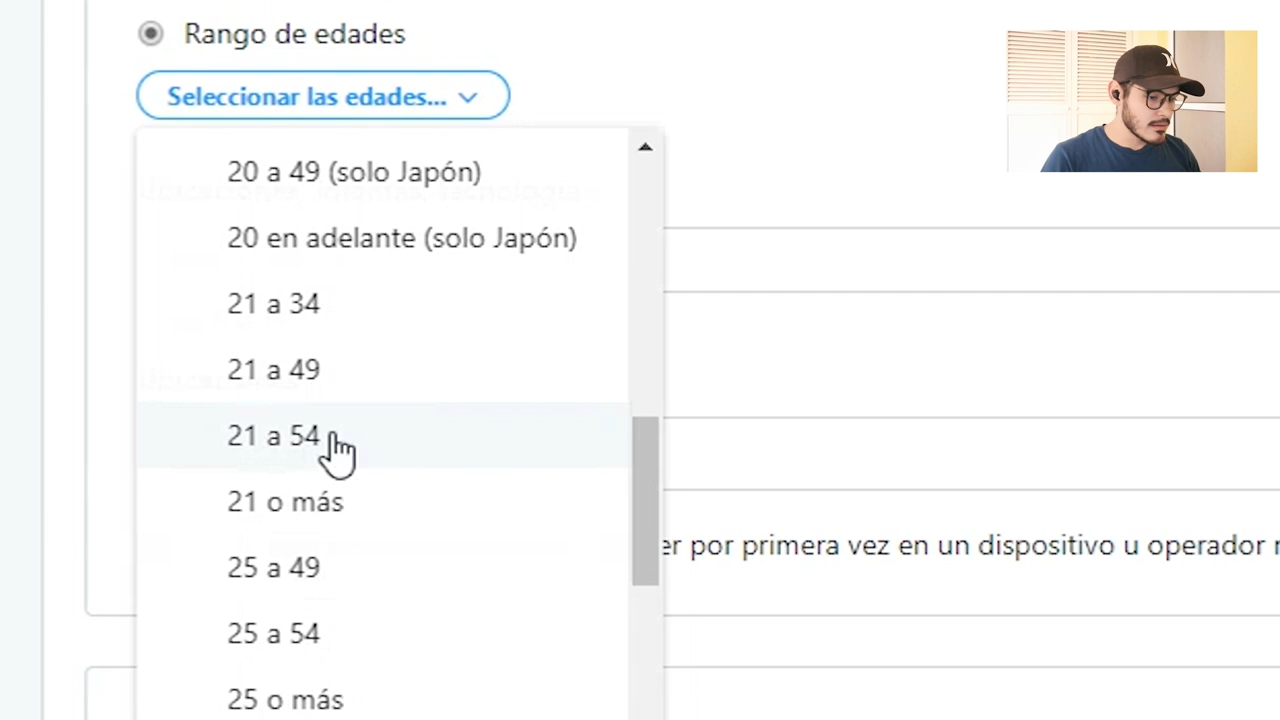 Rango de edades
Seleccionar las edades...
20 a 49 (solo Japón)
20 en adelante (solo Japón)
21 a 34
21 a 49
21 a 54
21 o más
er por primera vez en un dispositivo u operador
25 a 49
25 a 54
25 o más